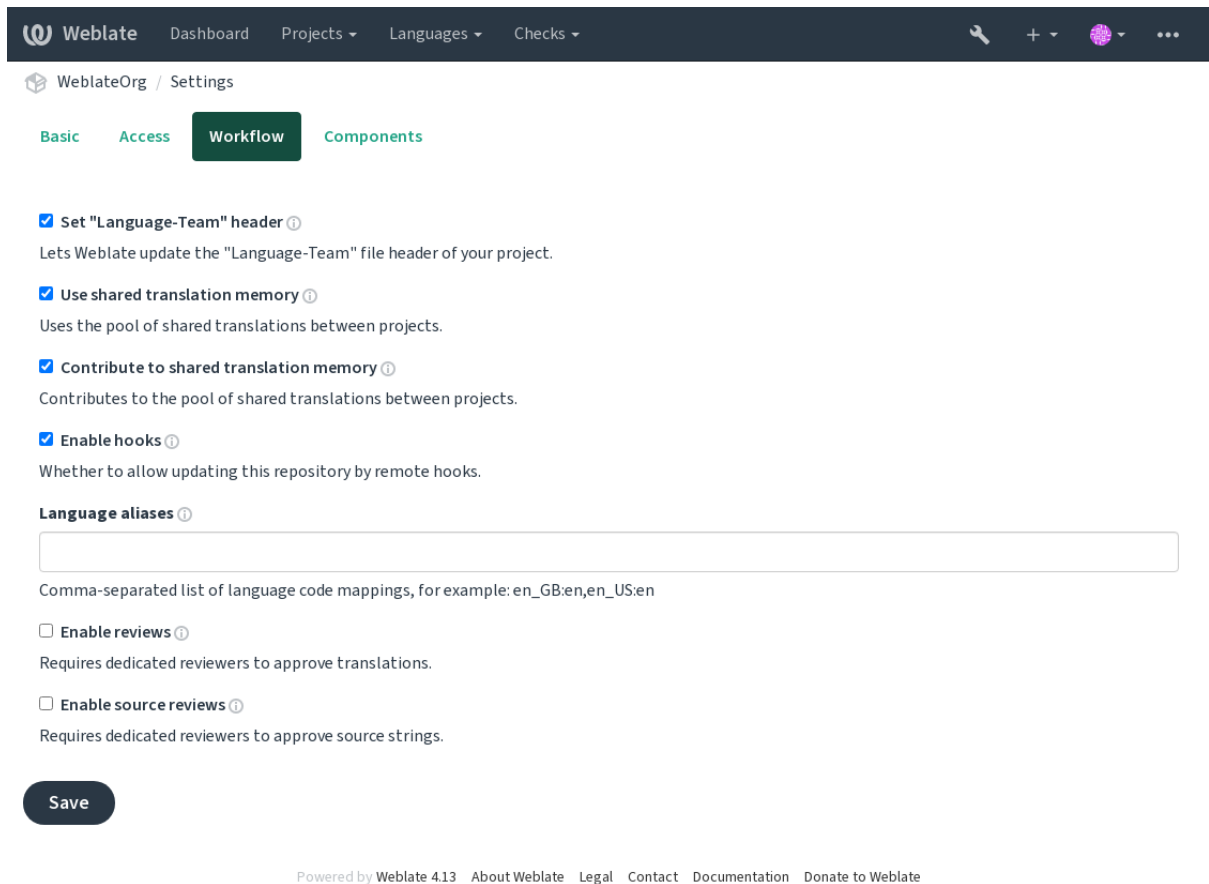 Weblate Dashboard Projects Languages Checks
WeblateOrg / Settings
Basic Access Workflow Components
Set "Language-Team" header
Lets Weblate update the "Language-Team" file header of your project.
Use shared translation memory
Uses the pool of shared translations between projects.
Contribute to shared translation memory
Contributes to the pool of shared translations between projects.
Enable hooks
Whether to allow updating this repository by remote hooks.
Language aliases
Comma-separated list of language code mappings, for example: en_GB:en,en_US:en
Enable reviews
Requires dedicated reviewers to approve translations.
Enable source reviews
Requires dedicated reviewers to approve source strings.
Save
Powered by Weblate 4.13 About Weblate Legal Contact Documentation Donate to Weblate